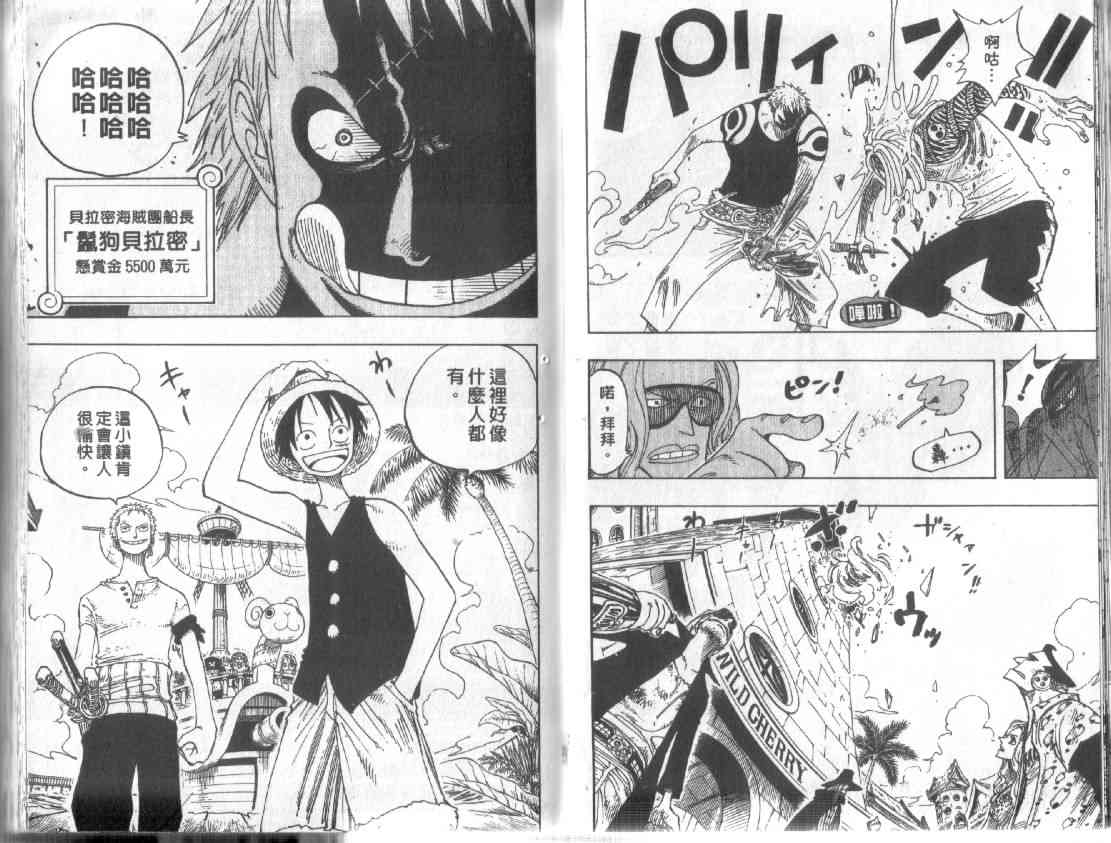 パリィン!!
啊咕…
嘩啦！
！
轟…
ピン!
喏，拜拜。
ボ
ガシャァン!!
ウッ
わ
WILD CHERRY
哈哈哈
哈哈哈
！哈哈
貝拉密海賊團船長
「鬣狗貝拉密」
懸賞金5500萬元
わー
這裡好像
什麼人都
有。
キャー
這小鎮肯
定會讓人
很愉快。